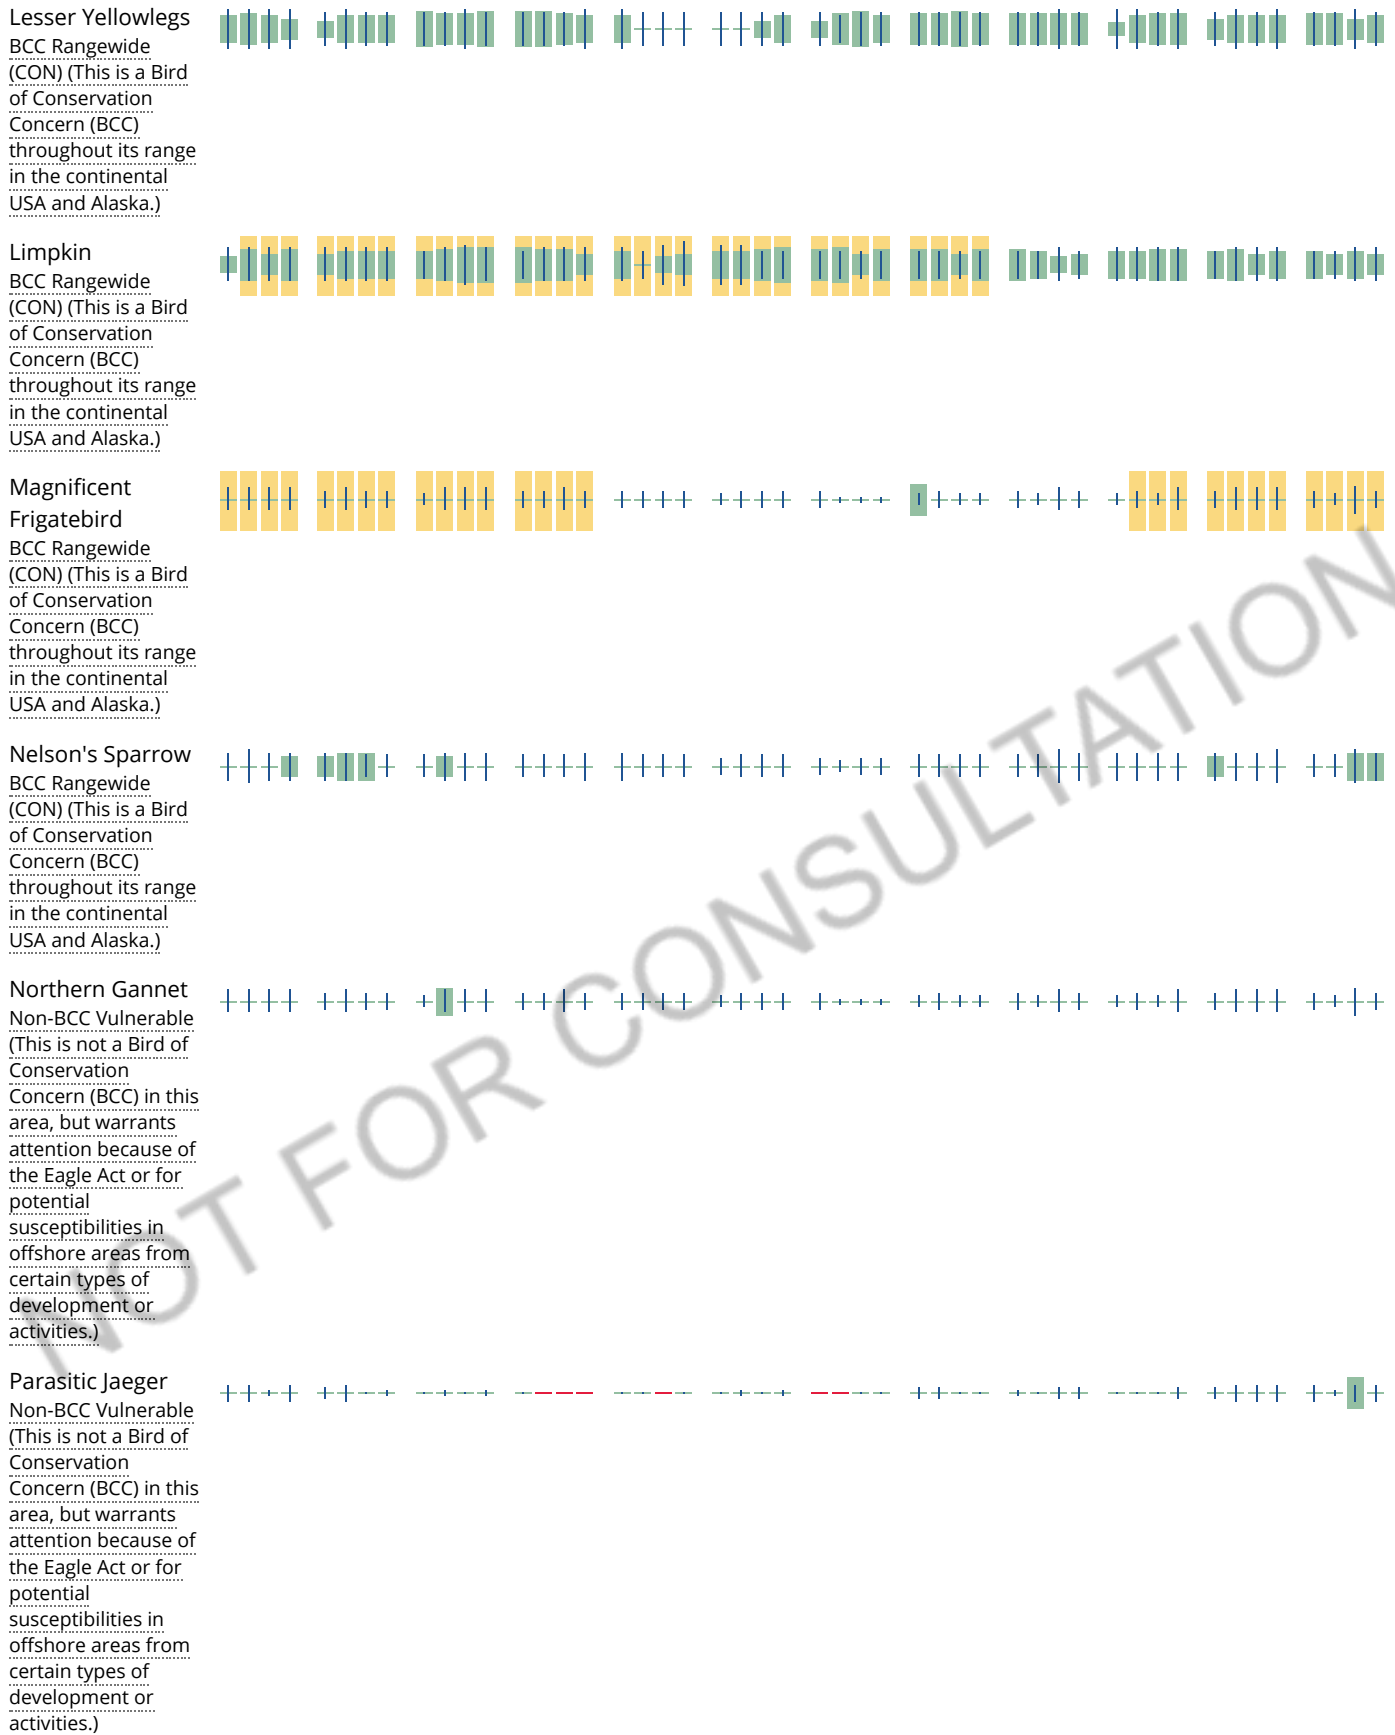 Lesser Yellowlegs
BCC Rangewide
(CON) (This is a Bird
of Conservation
Concern (BCC)
throughout its range
in the continental
USA and Alaska.)
Limpkin
BCC Rangewide
(CON) (This is a Bird
of Conservation
Concern (BCC)
throughout its range
in the continental
USA and Alaska.)
Magnificent
Frigatebird
BCC Rangewide
(CON) (This is a Bird
of Conservation
Concern (BCC)
throughout its range
in the continental
USA and Alaska.)
Nelson's Sparrow
BCC Rangewide
(CON) (This is a Bird
of Conservation
Concern (BCC)
throughout its range
in the continental
USA and Alaska.)
Northern Gannet
Non-BCC Vulnerable
(This is not a Bird of
Conservation
Concern (BCC) in this
area, but warrants
attention because of
the Eagle Act or for
potential
susceptibilities in
offshore areas from
certain types of
development or
activities.)
Parasitic Jaeger
Non-BCC Vulnerable
(This is not a Bird of
Conservation
Concern (BCC) in this
area, but warrants
attention because of
the Eagle Act or for
potential
susceptibilities in
offshore areas from
certain types of
development or
activities.)
NOT FOR CONSULTATION